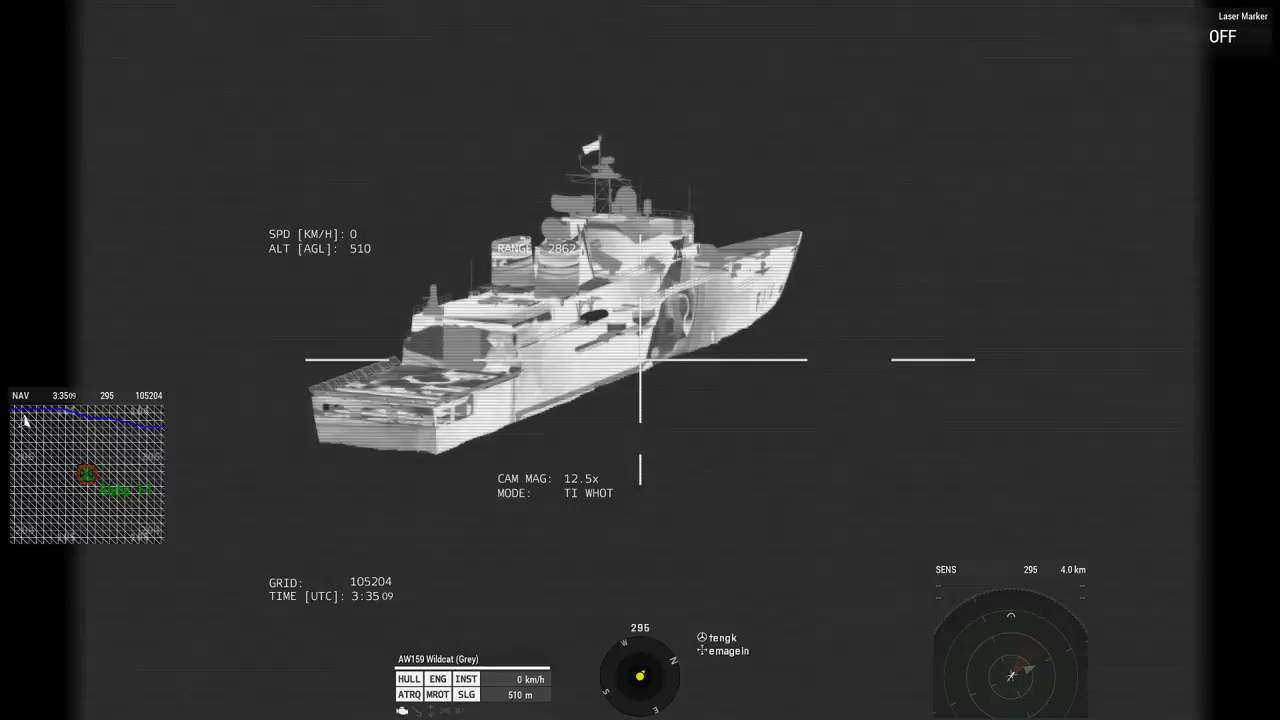 Laser Marker
OFF
SPD [KM/H]: 0
ALT [AGL]: 510
RANGE 2862
NAV 3:35 09 295 105204
CAM MAG: 12.5x
MODE: TI WHOT
GRID: 105204
TIME [UTC]: 3:35 09
SENS 295 4.0 km
295
W N
S E
tengk
emagein
AW159 Wildcat (Grey)
HULL ENG INST 0 km/h
ATRQ MROT SLG 510 m